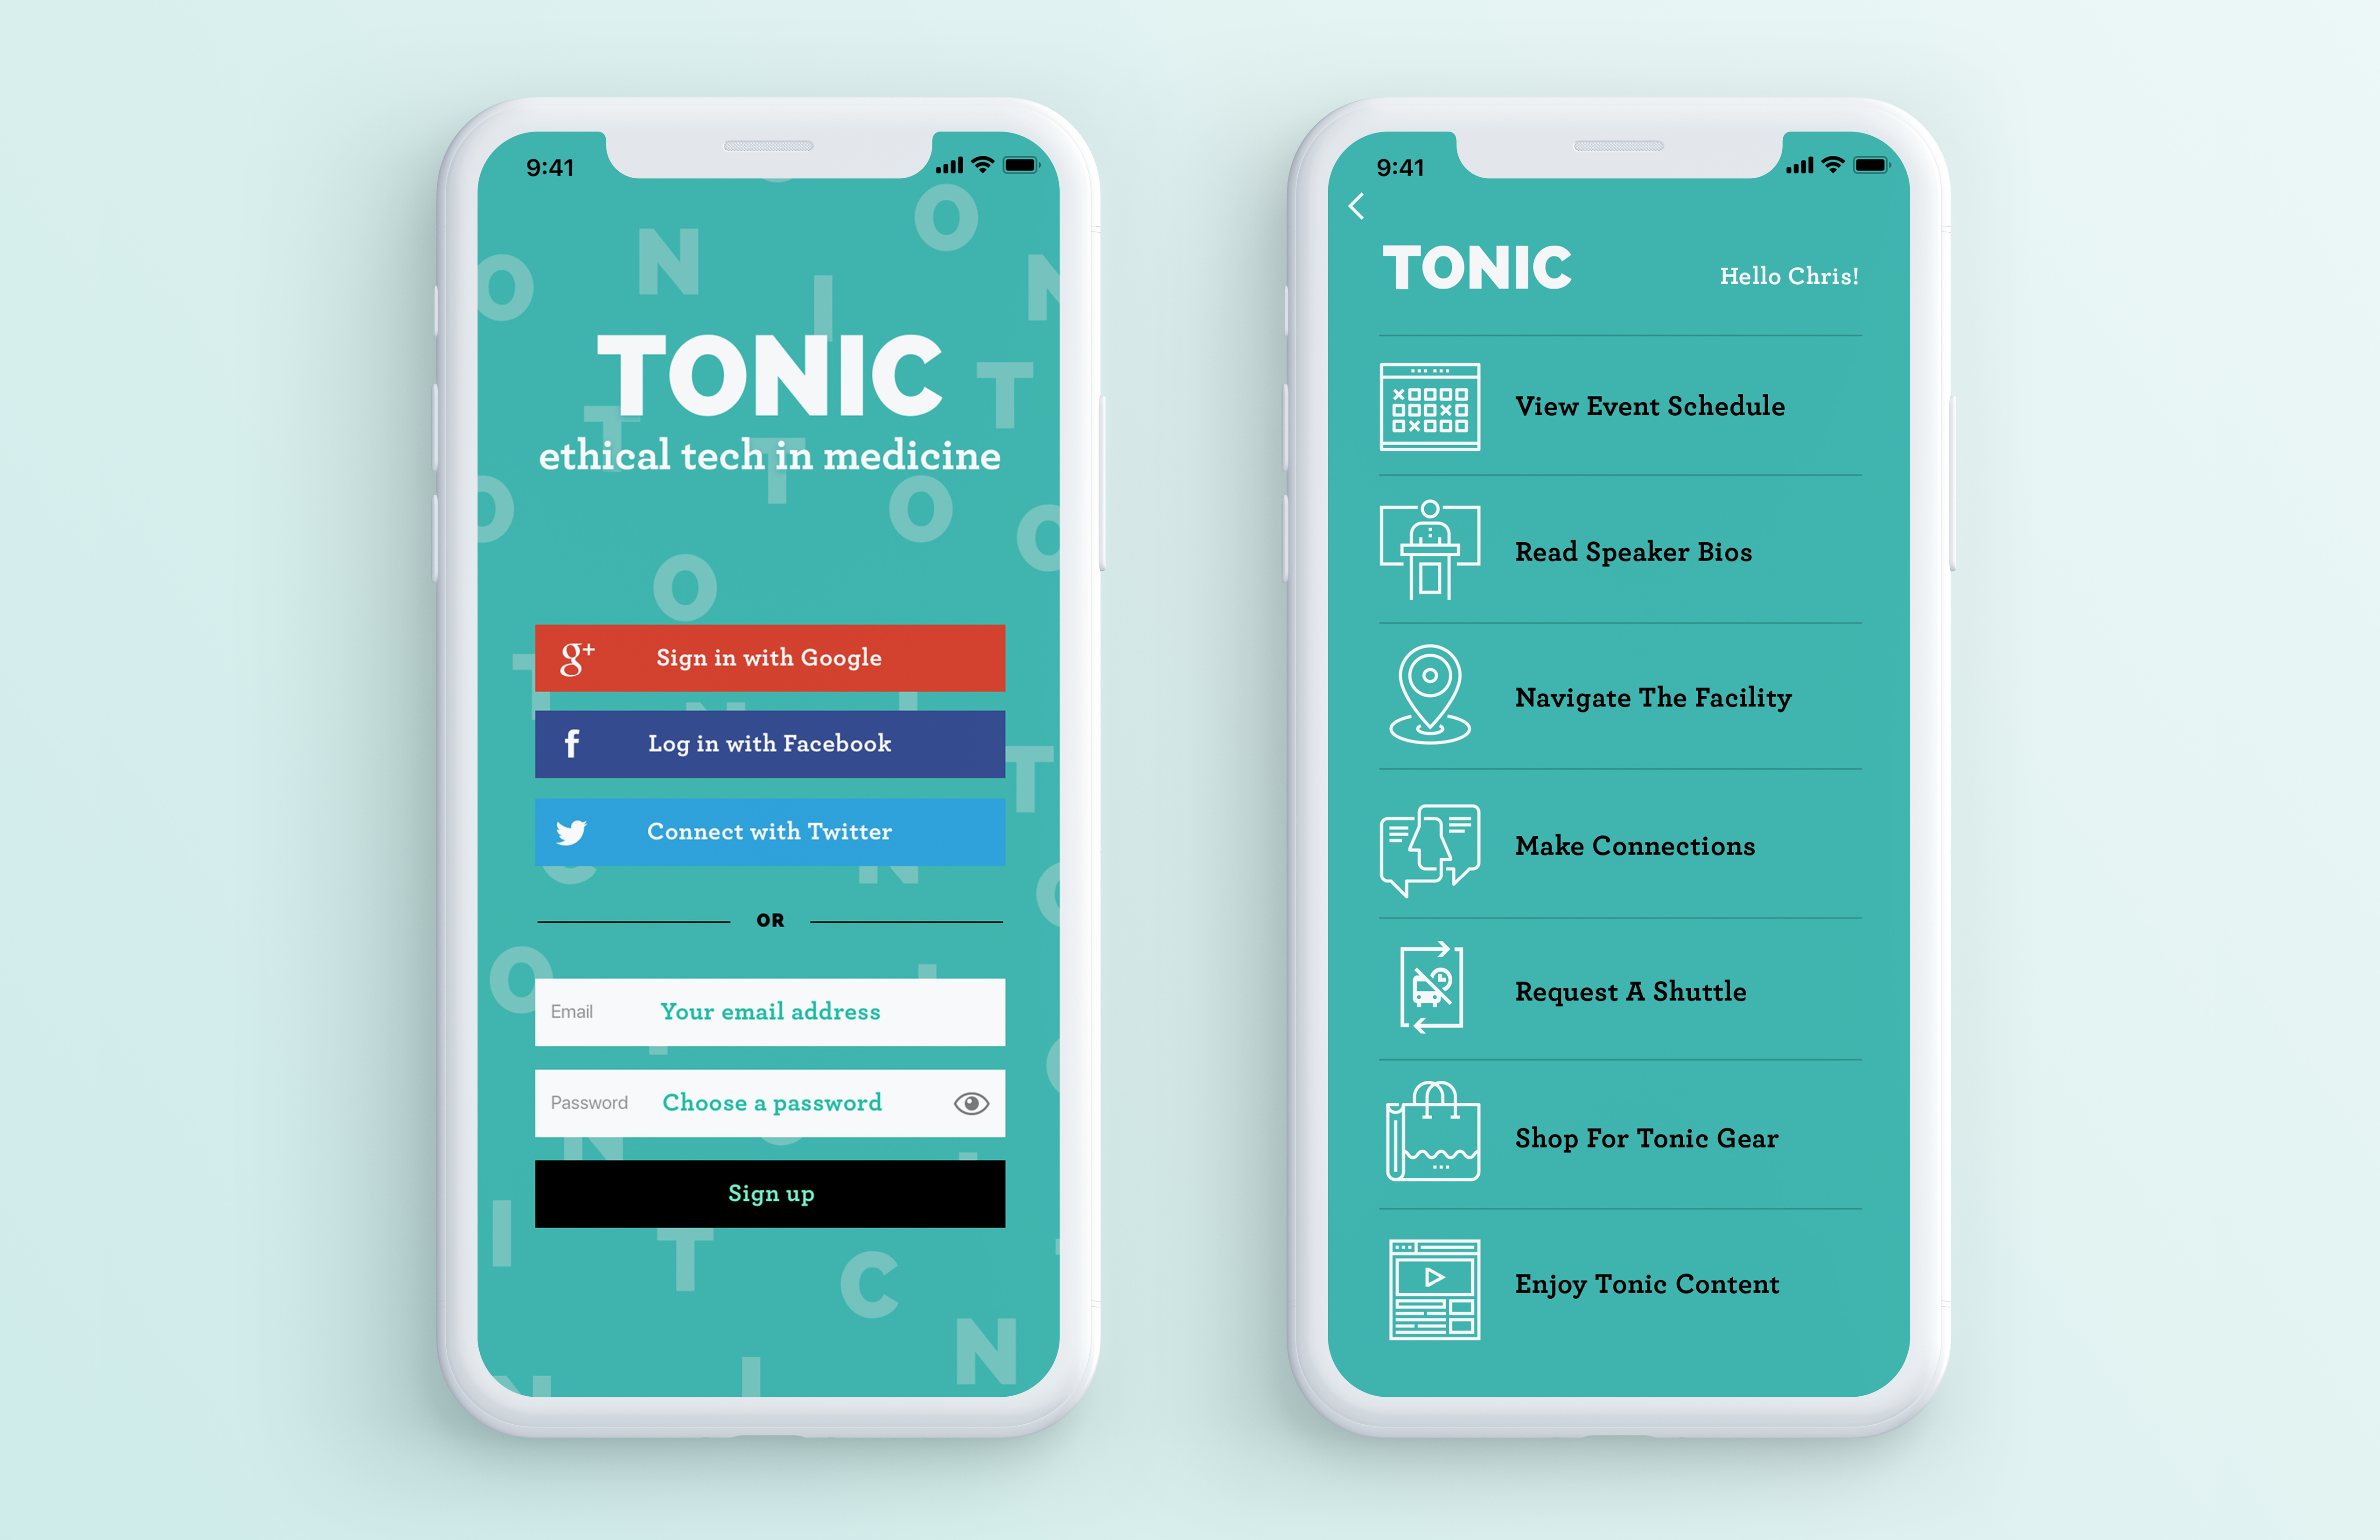 9:41
TONIC
ethical tech in medicine
g+ Sign in with Google
f Log in with Facebook
Connect with Twitter
OR
Email Your email address
Password Choose a password
Sign up
9:41
TONIC
Hello Chris!
View Event Schedule
Read Speaker Bios
Navigate The Facility
Make Connections
Request A Shuttle
Shop For Tonic Gear
Enjoy Tonic Content